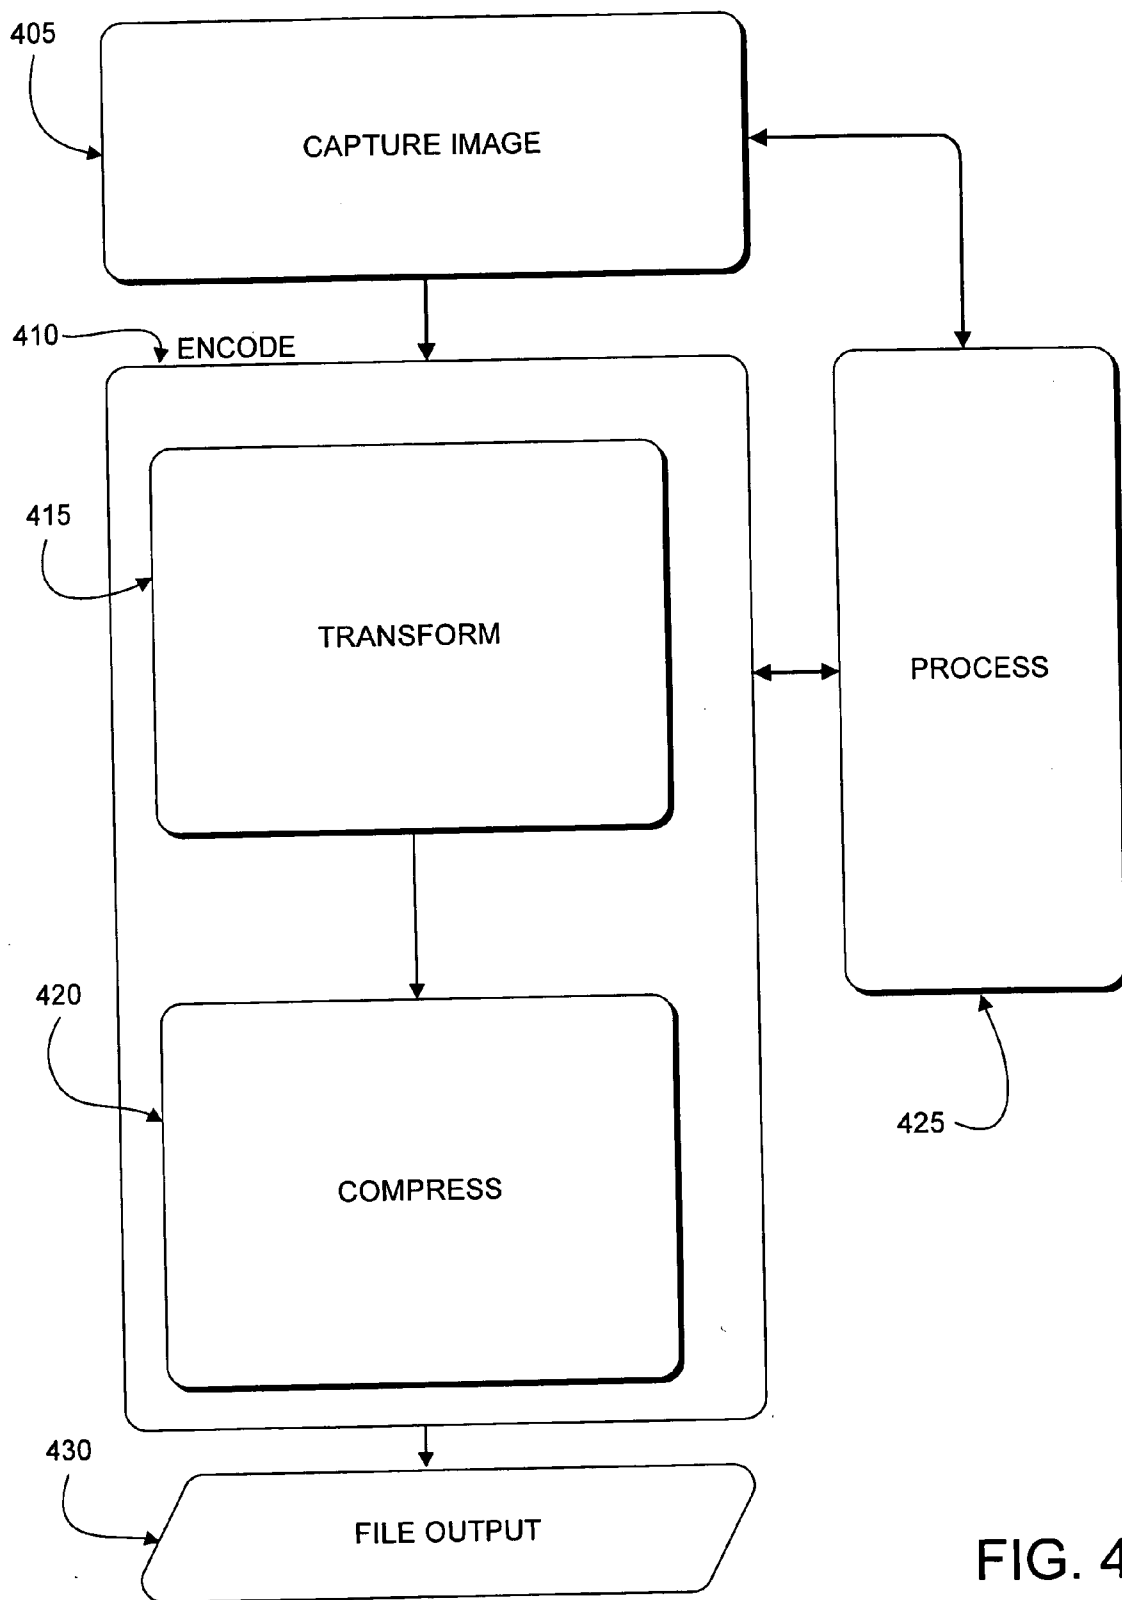 405
CAPTURE IMAGE
410
ENCODE
415
TRANSFORM
PROCESS
420
COMPRESS
425
430
FILE OUTPUT
FIG. 4